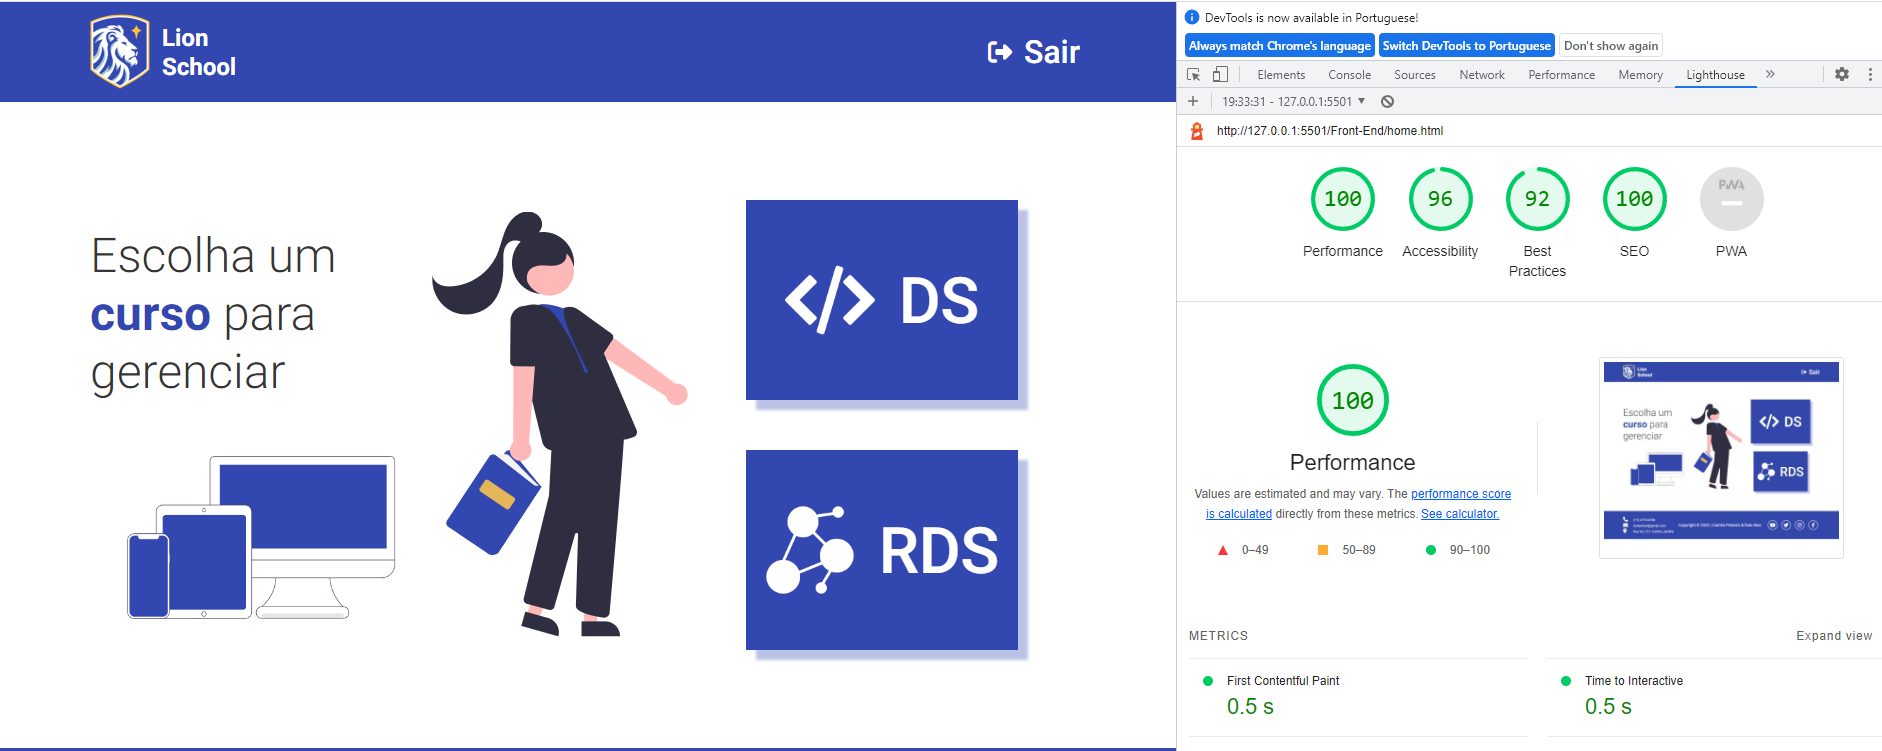 Lion
School
Sair
Escolha um
curso para
gerenciar
DS
RDS
DevTools is now available in Portuguese!
Always match Chrome's language
Switch DevTools to Portuguese
Don't show again
Elements
Console
Sources
Network
Performance
Memory
Lighthouse
19:33:31 - 127.0.0.1:5501
http://127.0.0.1:5501/Front-End/home.html
100
Performance
96
Accessibility
92
Best
Practices
100
SEO
PWA
PWA
100
Performance
Values are estimated and may vary. The performance score
is calculated directly from these metrics. See calculator.
0–49
50–89
90–100
Lion
School
Sair
Escolha um
curso para
gerenciar
DS
RDS
METRICS
Expand view
First Contentful Paint
0.5 s
Time to Interactive
0.5 s